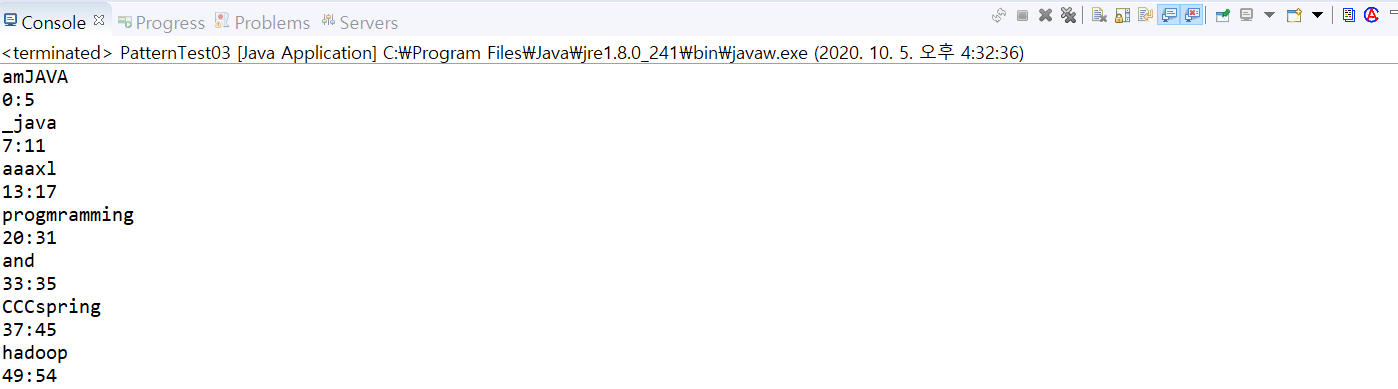 Console Progress Problems Servers
<terminated> PatternTest03 [Java Application] C:₩Program Files₩Java₩jre1.8.0_241₩bin₩javaw.exe (2020. 10. 5. 오후 4:32:36)
amJAVA
0:5
_java
7:11
aaaxl
13:17
progmramming
20:31
and
33:35
CCCspring
37:45
hadoop
49:54